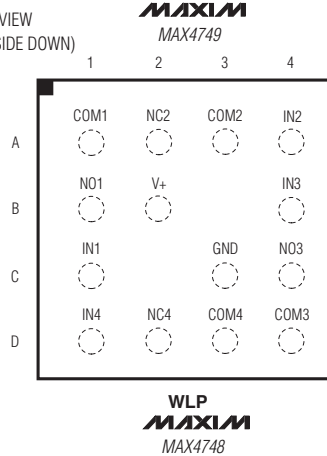 VIEW
SIDE DOWN)
MAXIM
MAX4749
1 2 3 4
A COM1 NC2 COM2 IN2
B NO1 V+ IN3
C IN1 GND NO3
D IN4 NC4 COM4 COM3
WLP
MAXIM
MAX4748